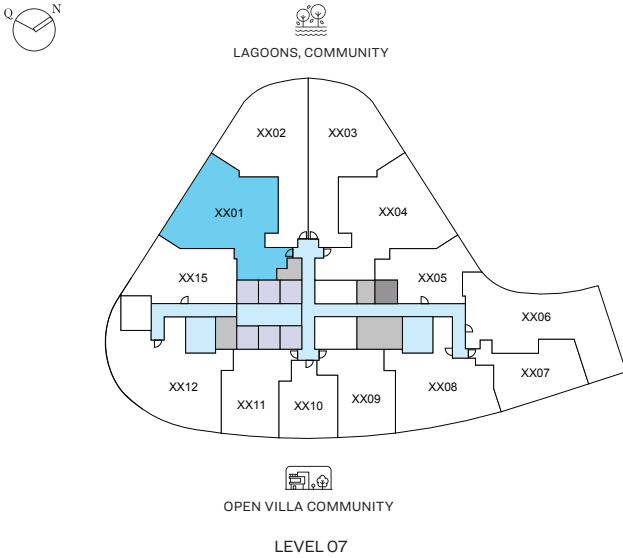 Q N
LAGOONS, COMMUNITY
XX02 XX03
XX01 XX04
XX15 XX05
XX06
XX12 XX11 XX10 XX09 XX08 XX07
OPEN VILLA COMMUNITY
LEVEL 07